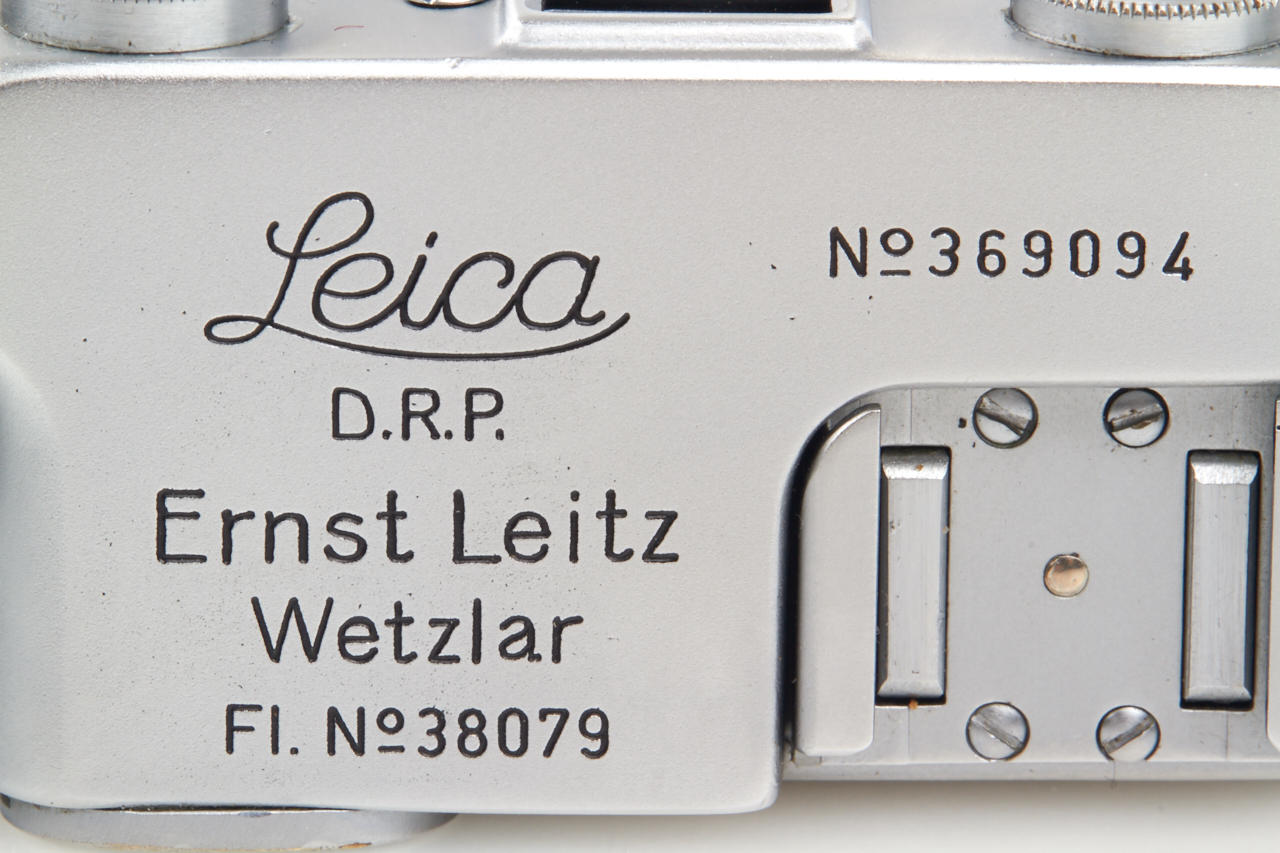 Leica
D.R.P.
Ernst Leitz
Wetzlar
Fl. Nº38079
Nº369094